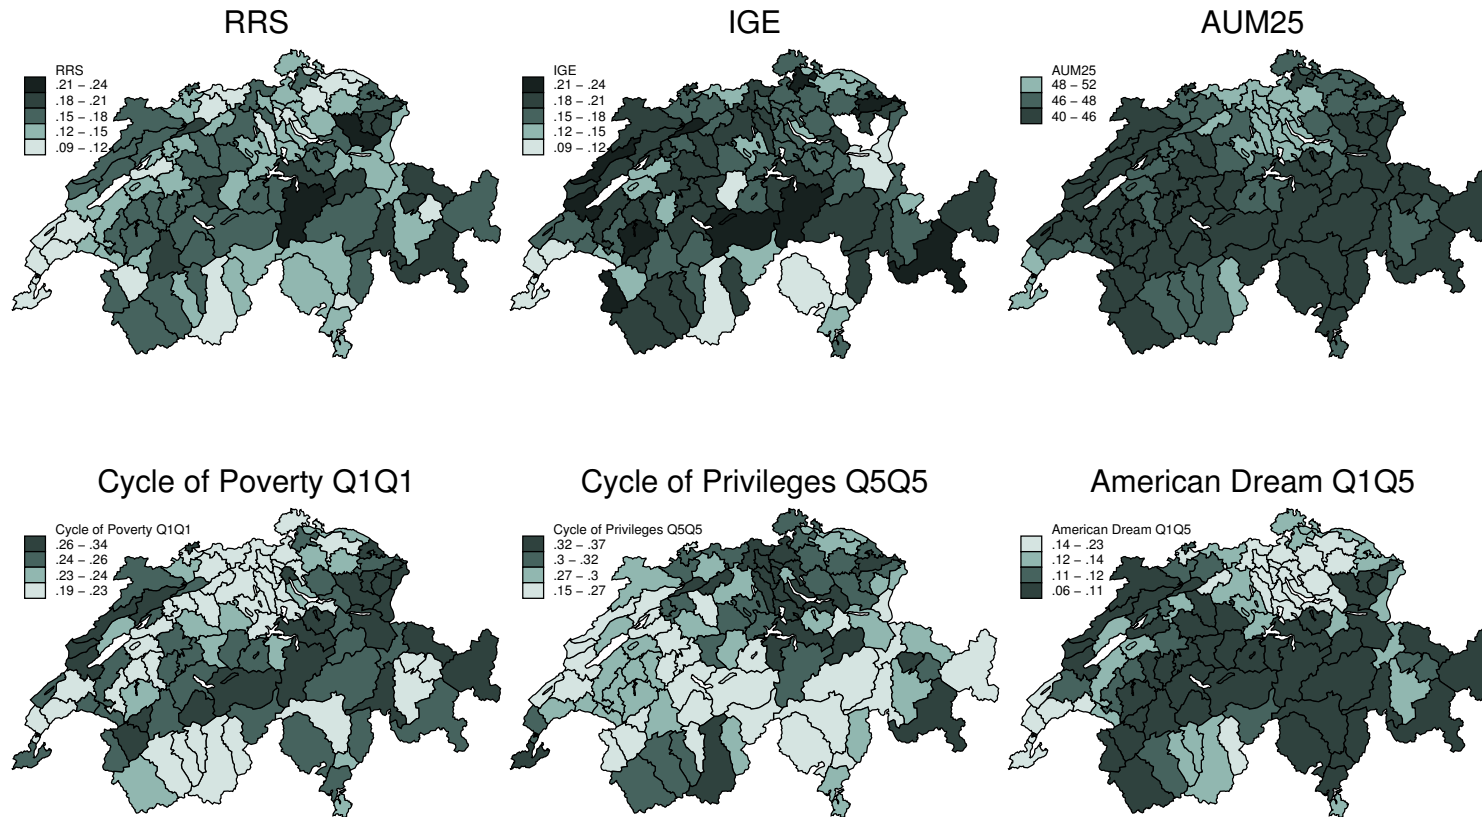 RRS
RRS
.21 – .24
.18 – .21
.15 – .18
.12 – .15
.09 – .12
IGE
IGE
.21 – .24
.18 – .21
.15 – .18
.12 – .15
.09 – .12
AUM25
AUM25
48 – 52
46 – 48
40 – 46
Cycle of Poverty Q1Q1
Cycle of Poverty Q1Q1
.26 – .34
.24 – .26
.23 – .24
.19 – .23
Cycle of Privileges Q5Q5
Cycle of Privileges Q5Q5
.32 – .37
.3 – .32
.27 – .3
.15 – .27
American Dream Q1Q5
American Dream Q1Q5
.14 – .23
.12 – .14
.11 – .12
.06 – .11